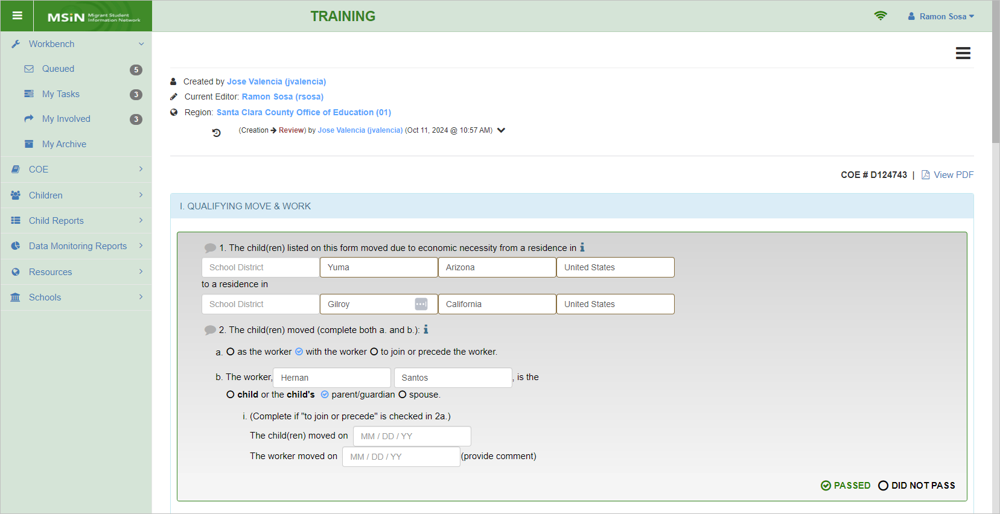 MSiN Migrant Student
Information Network
TRAINING
Ramon Sosa
Workbench
Queued 5
My Tasks 3
My Involved 3
My Archive
COE
Children
Child Reports
Data Monitoring Reports
Resources
Schools
Created by Jose Valencia (jvalencia)
Current Editor: Ramon Sosa (rsosa)
Region: Santa Clara County Office of Education (01)
(Creation → Review) by Jose Valencia (jvalencia) (Oct 11, 2024 @ 10:57 AM)
COE # D124743 | View PDF
I. QUALIFYING MOVE & WORK
1. The child(ren) listed on this form moved due to economic necessity from a residence in
School District Yuma Arizona United States
to a residence in
School District Gilroy California United States
2. The child(ren) moved (complete both a. and b.):
a. as the worker with the worker to join or precede the worker.
b. The worker, Hernan Santos , is the
child or the child's parent/guardian spouse.
i. (Complete if "to join or precede" is checked in 2a.)
The child(ren) moved on MM / DD / YY
The worker moved on MM / DD / YY (provide comment)
PASSED DID NOT PASS